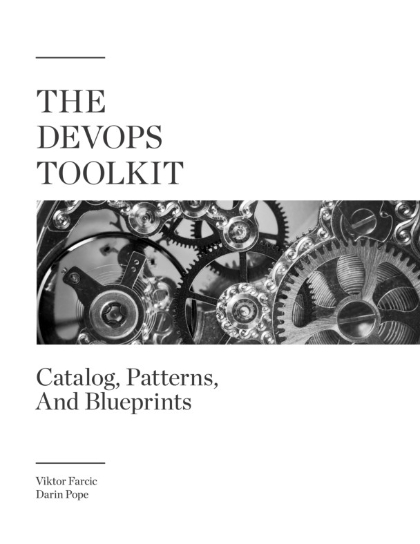 THE
DEVOPS
TOOLKIT
Catalog, Patterns,
And Blueprints
Viktor Farcic
Darin Pope